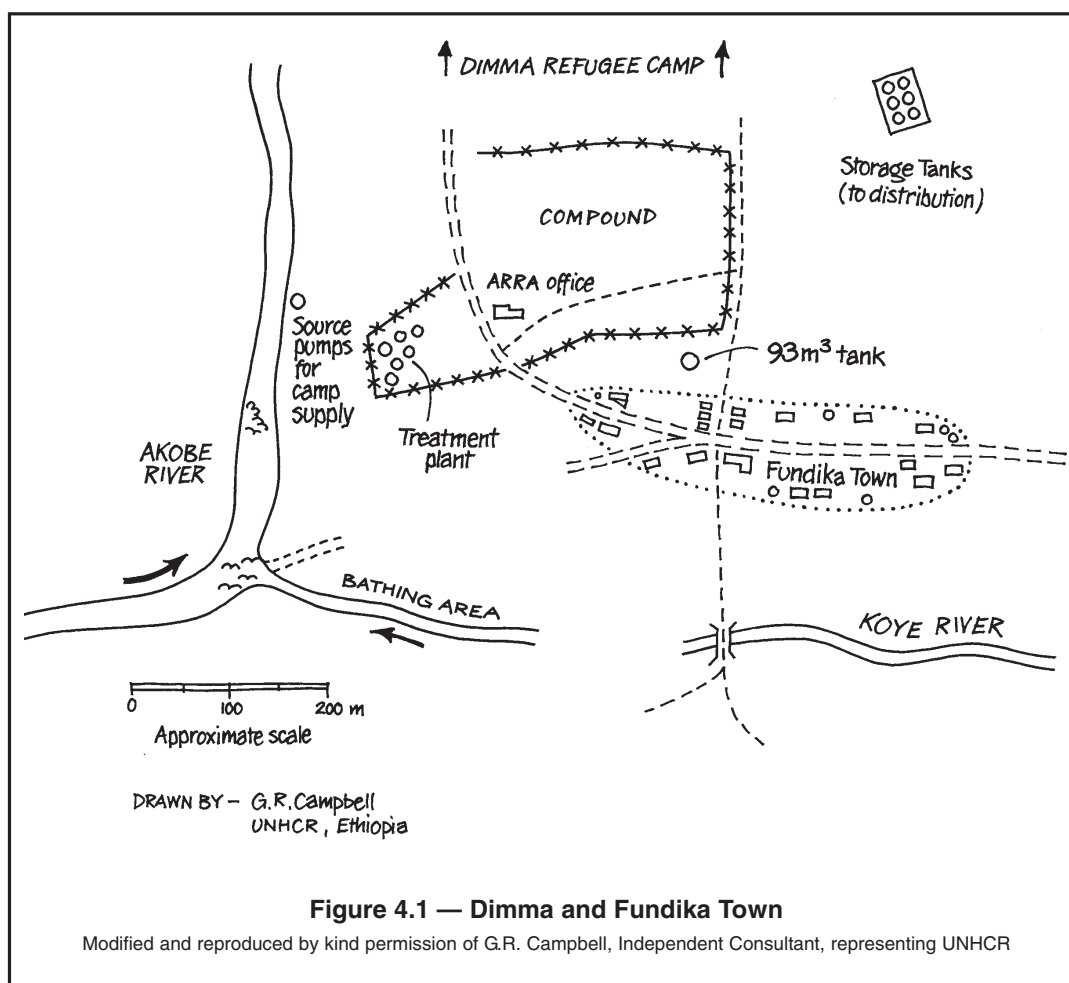 DIMMA REFUGEE CAMP
Storage Tanks
(to distribution)
COMPOUND
ARRA office
Source
pumps
for
camp
supply
93m³ tank
Treatment
plant
AKOBE
RIVER
Fundika Town
BATHING AREA
KOYE RIVER
0 100 200 m
Approximate scale
DRAWN BY – G.R. Campbell
UNHCR, Ethiopia
Figure 4.1 — Dimma and Fundika Town
Modified and reproduced by kind permission of G.R. Campbell, Independent Consultant, representing UNHCR